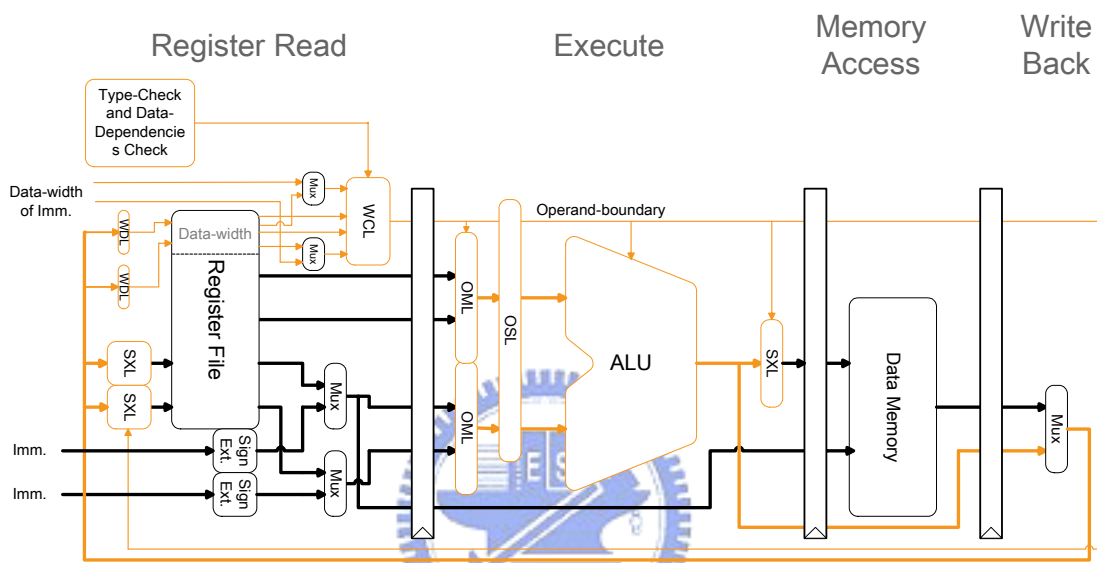 Register Read
Execute
Memory
Access
Write
Back
Type-Check
and Data-
Dependencie
s Check
Data-width
of Imm.
Mux
WCL
Operand-boundary
WDL
Data-width
Mux
WDL
Register File
OML
OSL
ALU
SXL
Data Memory
SXL
SXL
Mux
OML
Mux
Imm.
Sign
Ext.
Mux
Imm.
Sign
Ext.
E S